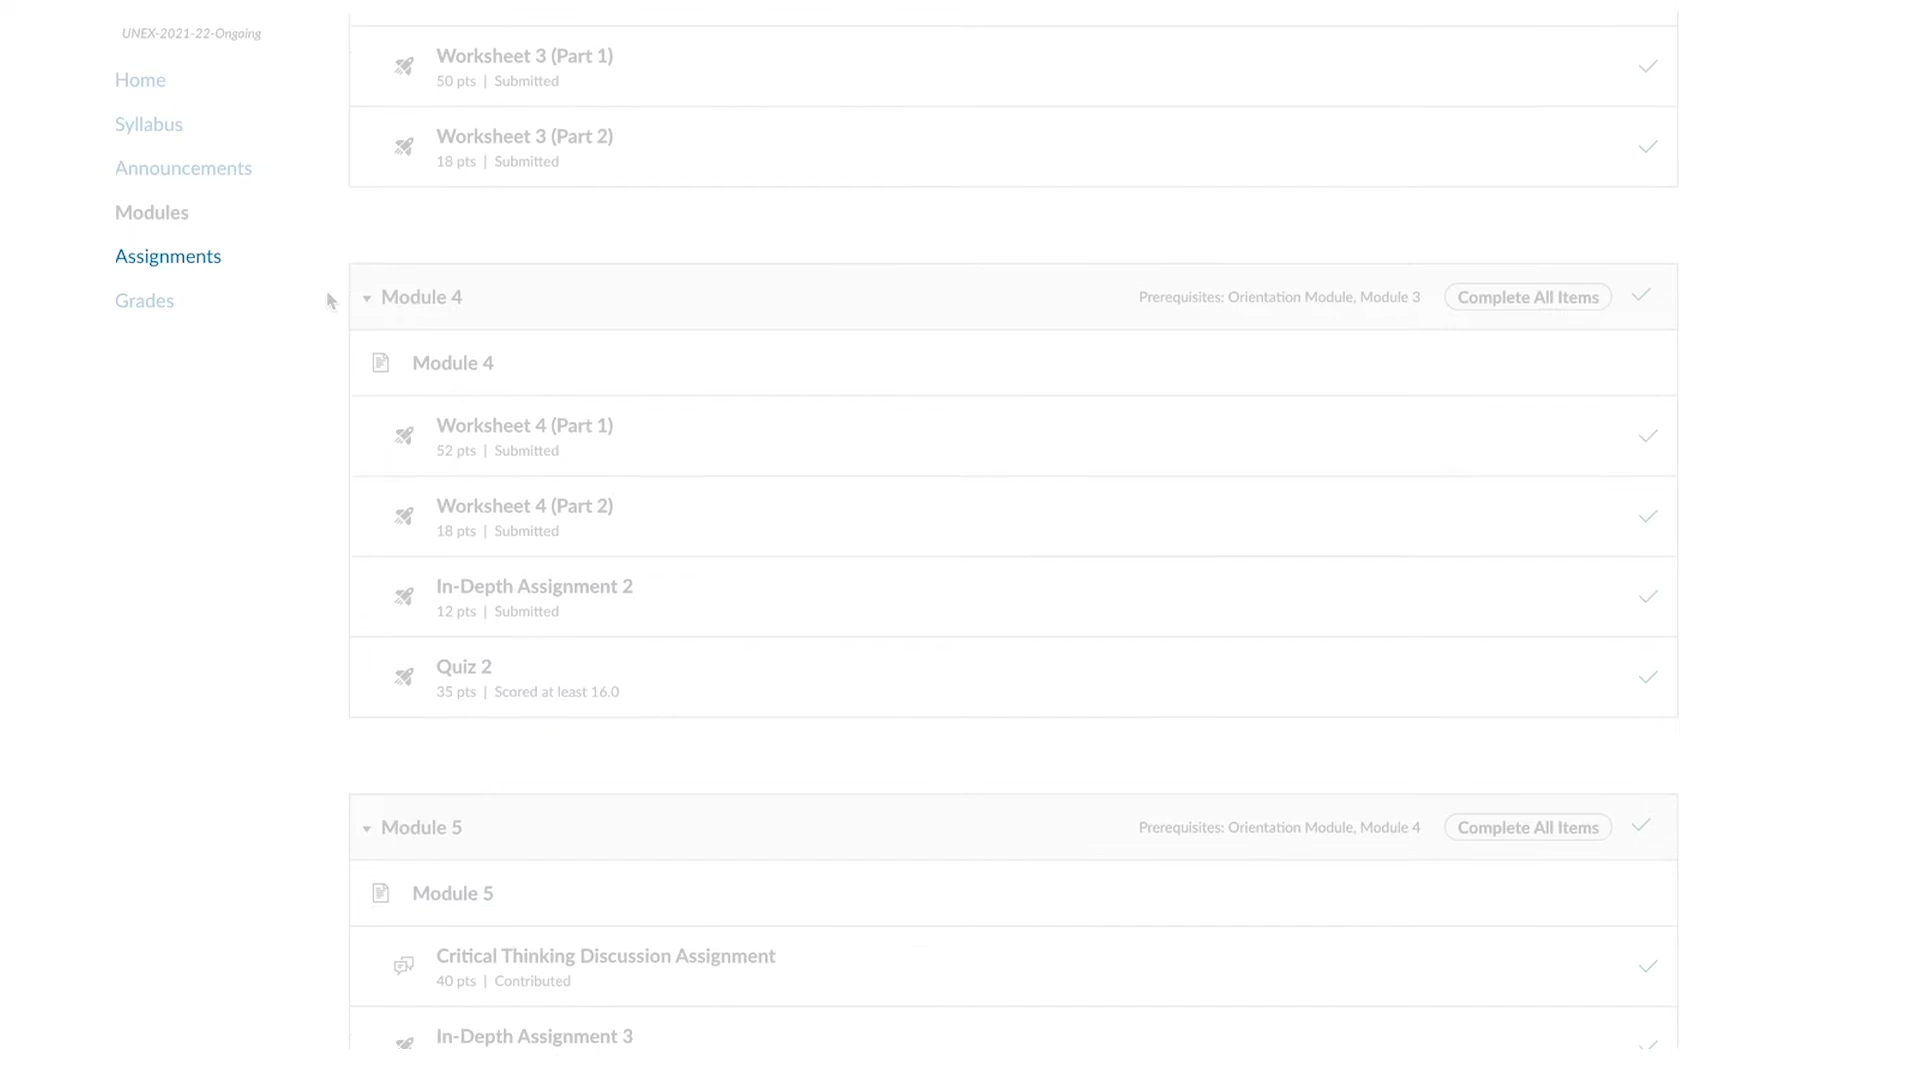 UNEX-2021-22-Ongoing
Home
Syllabus
Announcements
Modules
Assignments
Grades
Worksheet 3 (Part 1)
50 pts | Submitted
Worksheet 3 (Part 2)
18 pts | Submitted
Module 4
Prerequisites: Orientation Module, Module 3
Complete All Items
Module 4
Worksheet 4 (Part 1)
52 pts | Submitted
Worksheet 4 (Part 2)
18 pts | Submitted
In-Depth Assignment 2
12 pts | Submitted
Quiz 2
35 pts | Scored at least 16.0
Module 5
Prerequisites: Orientation Module, Module 4
Complete All Items
Module 5
Critical Thinking Discussion Assignment
40 pts | Contributed
In-Depth Assignment 3